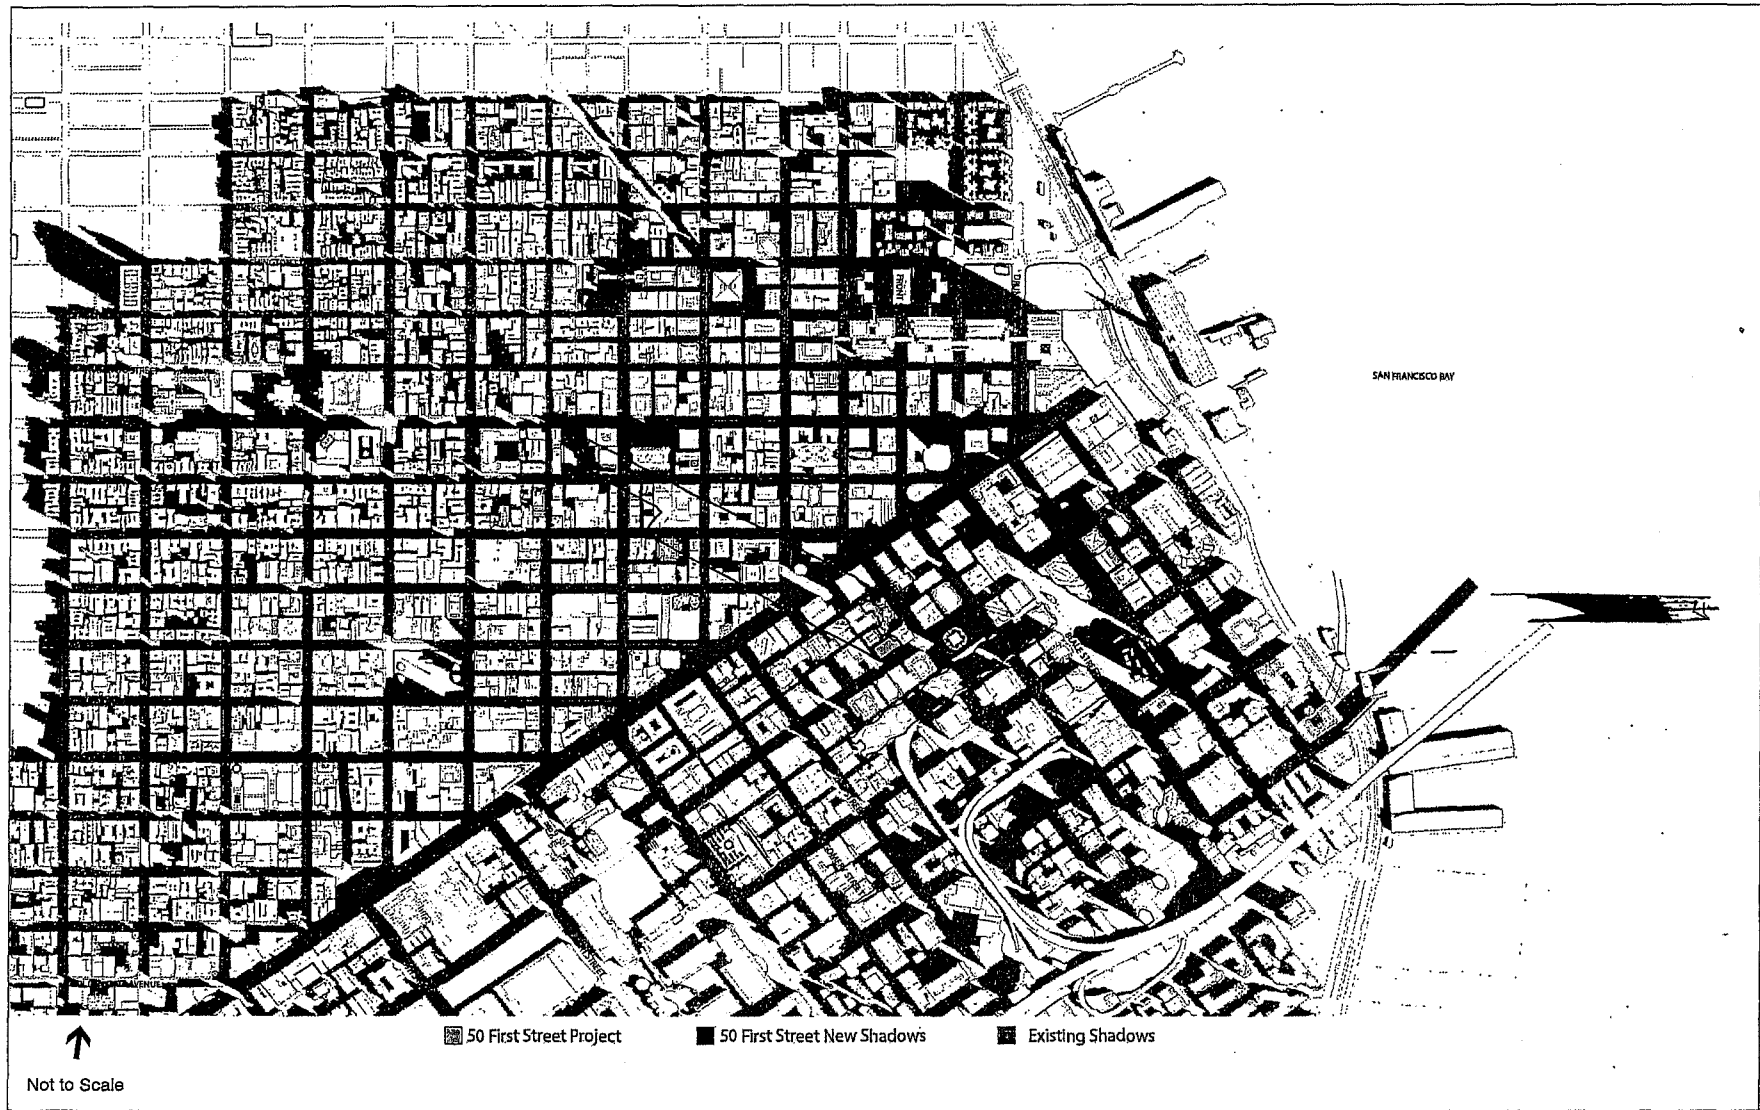 SAN FRANCISCO BAY
50 First Street Project
50 First Street New Shadows
Existing Shadows
Not to Scale